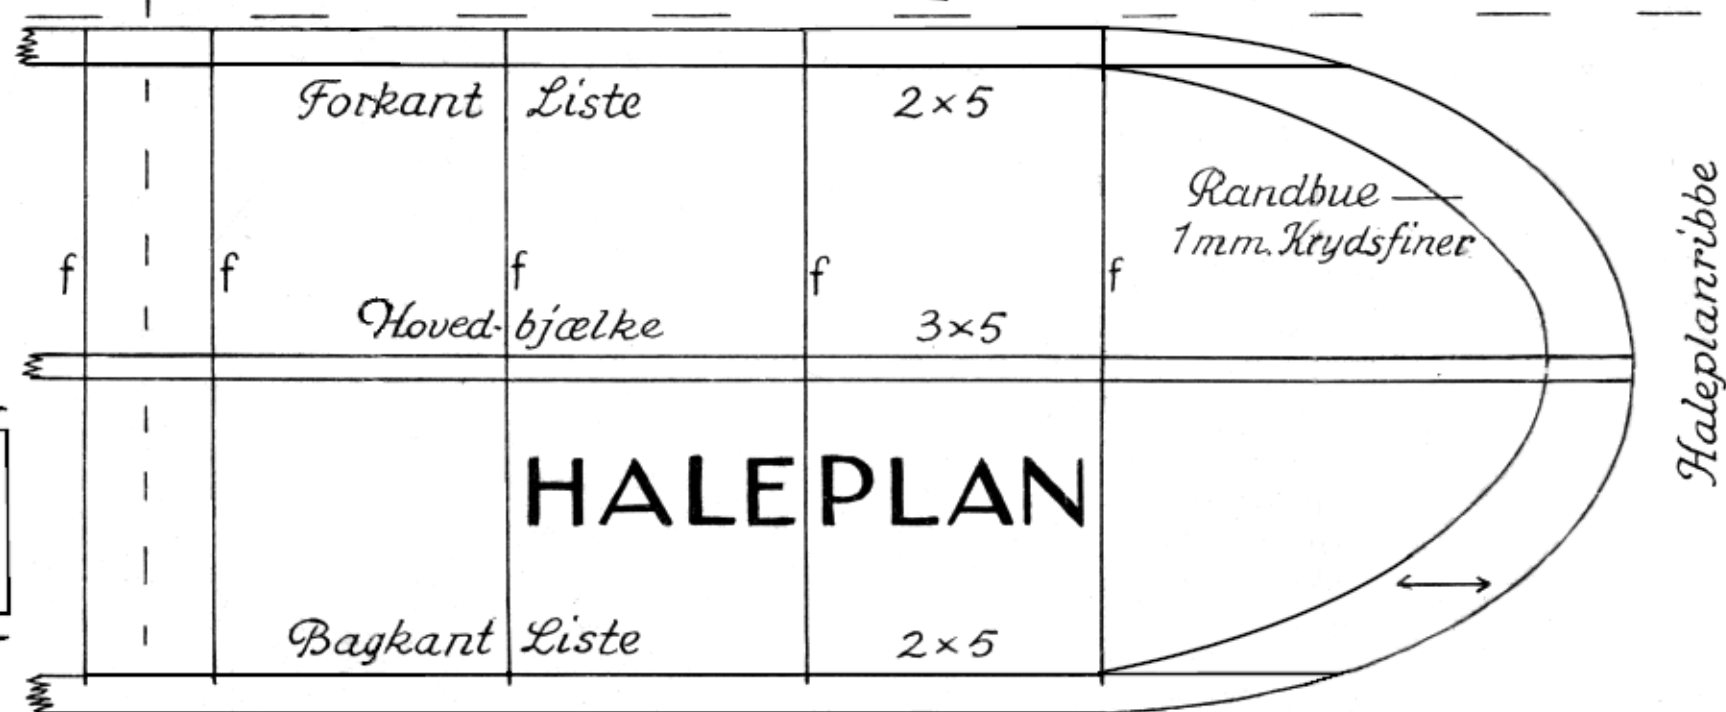 Forkant Liste 2×5
Randbue
1mm. Krydsfiner
f f f f f
Hoved-bjælke 3×5
HALEPLAN
Bagkant Liste 2×5
Haleplanribbe